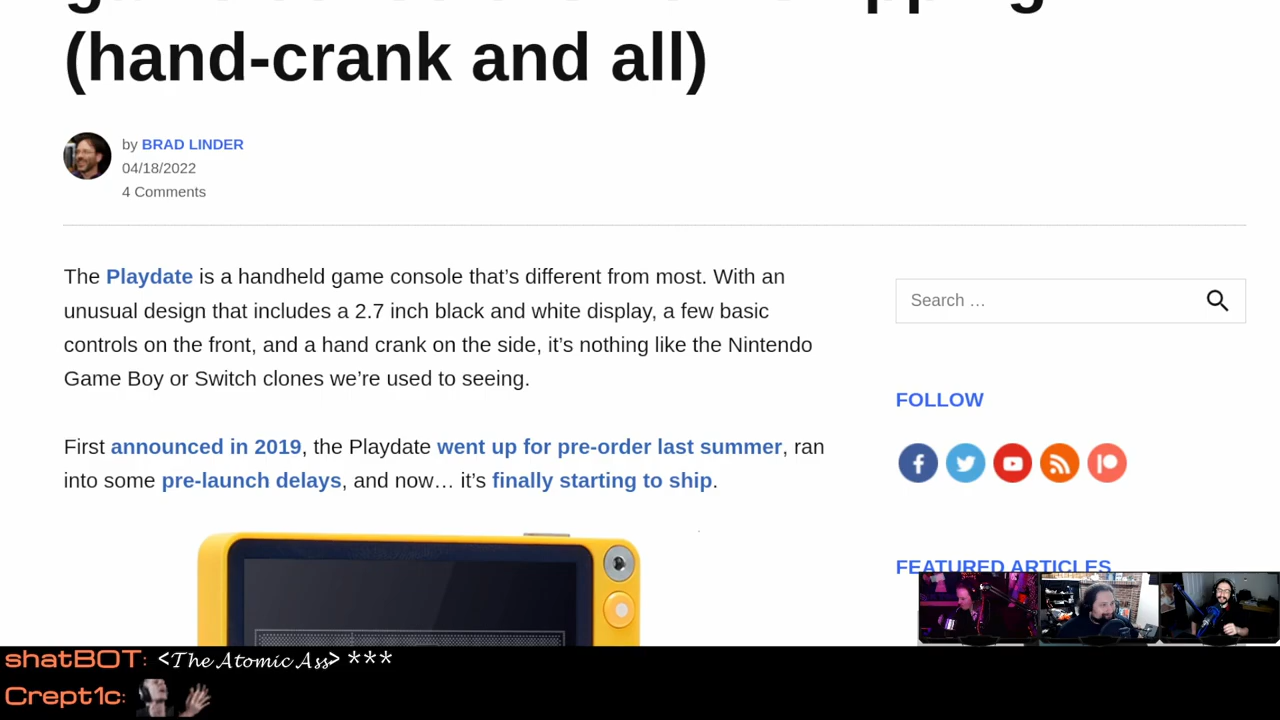 (hand-crank and all)
by BRAD LINDER
04/18/2022
4 Comments
The Playdate is a handheld game console that's different from most. With an
unusual design that includes a 2.7 inch black and white display, a few basic
controls on the front, and a hand crank on the side, it's nothing like the Nintendo
Game Boy or Switch clones we're used to seeing.
First announced in 2019, the Playdate went up for pre-order last summer, ran
into some pre-launch delays, and now… it's finally starting to ship.
Search …
FOLLOW
FEATURED ARTICLES
shatBOT: <The Atomic Ass> ***
Crept1c: